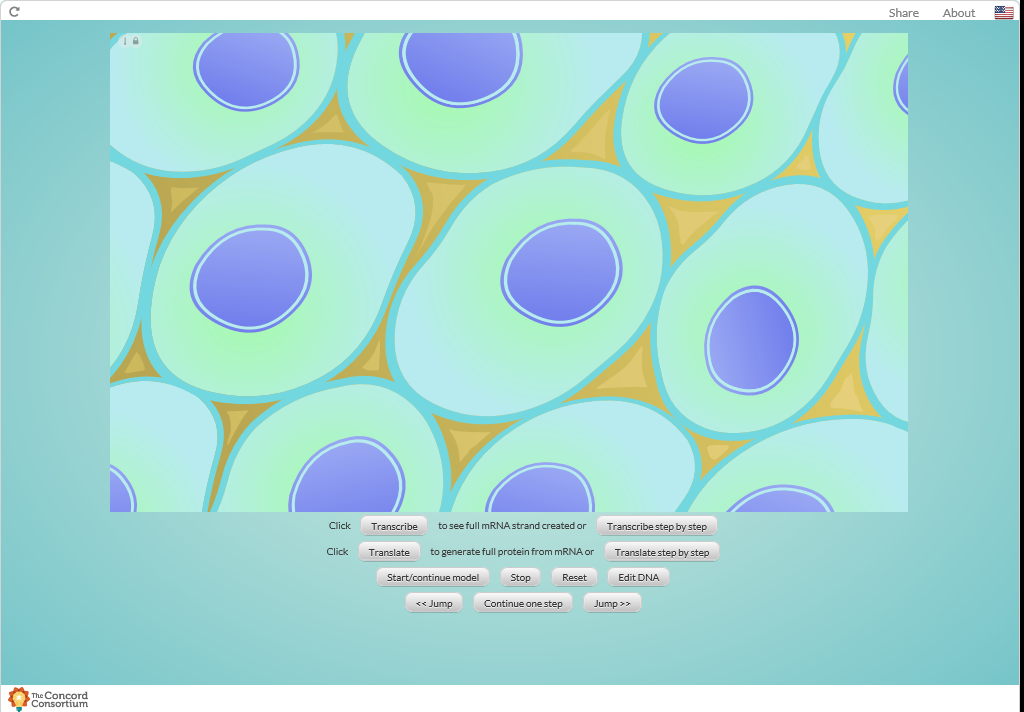 Share About
Click Transcribe to see full mRNA strand created or Transcribe step by step
Click Translate to generate full protein from mRNA or Translate step by step
Start/continue model Stop Reset Edit DNA
<< Jump Continue one step Jump >>
The Concord
Consortium